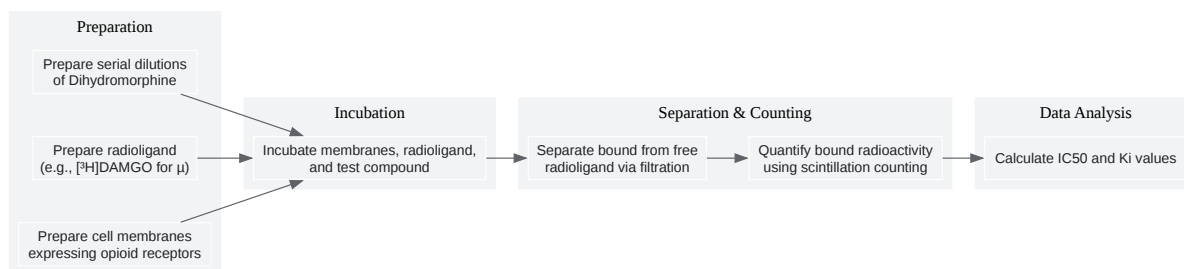 Preparation
Prepare serial dilutions
of Dihydromorphine
Prepare radioligand
(e.g., [³H]DAMGO for µ)
Prepare cell membranes
expressing opioid receptors
Incubation
Incubate membranes, radioligand,
and test compound
Separation & Counting
Separate bound from free
radioligand via filtration
Quantify bound radioactivity
using scintillation counting
Data Analysis
Calculate IC50 and Ki values